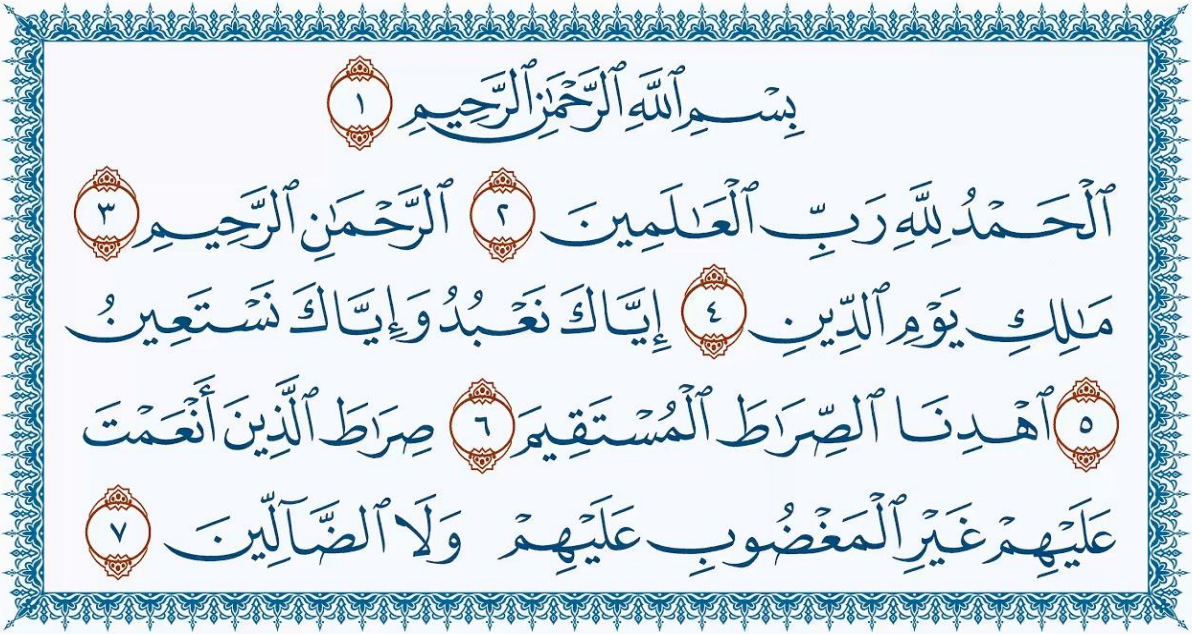 بِسْمِ ٱللَّهِ ٱلرَّحْمَٰنِ ٱلرَّحِيمِ ١
ٱلْحَمْدُ لِلَّهِ رَبِّ ٱلْعَٰلَمِينَ ٢ ٱلرَّحْمَٰنِ ٱلرَّحِيمِ ٣
مَٰلِكِ يَوْمِ ٱلدِّينِ ٤ إِيَّاكَ نَعْبُدُ وَإِيَّاكَ نَسْتَعِينُ
٥ ٱهْدِنَا ٱلصِّرَٰطَ ٱلْمُسْتَقِيمَ ٦ صِرَٰطَ ٱلَّذِينَ أَنْعَمْتَ
عَلَيْهِمْ غَيْرِ ٱلْمَغْضُوبِ عَلَيْهِمْ وَلَا ٱلضَّآلِّينَ ٧